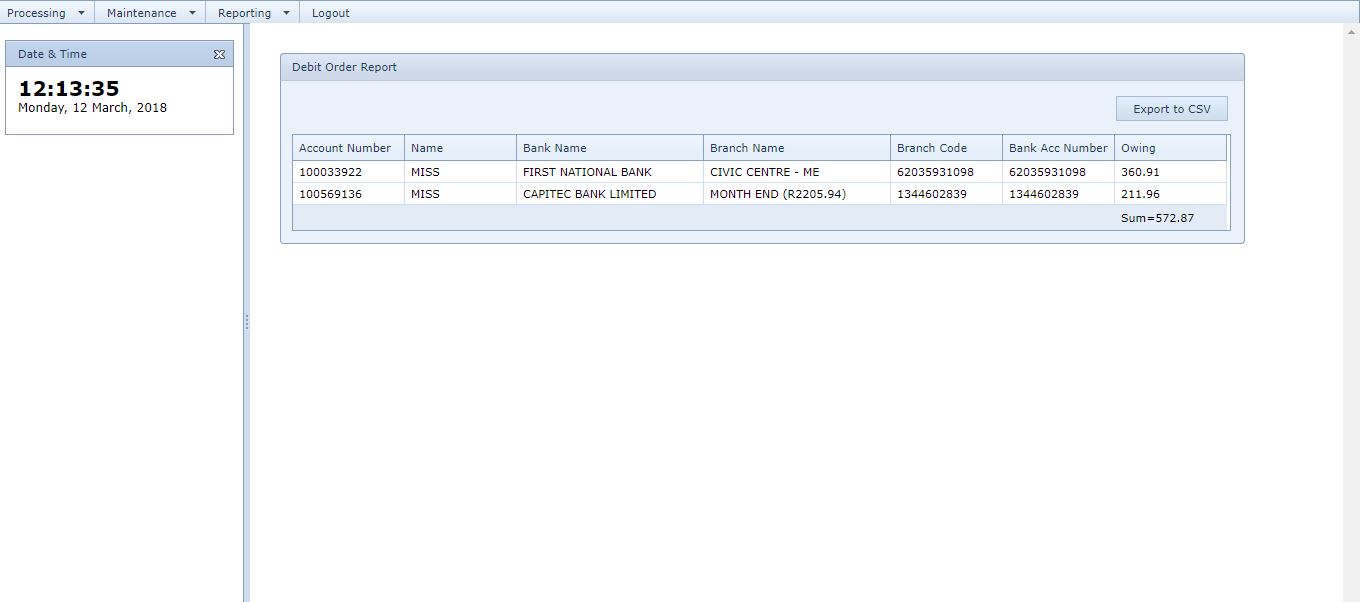 Processing Maintenance Reporting Logout
Date & Time
12:13:35
Monday, 12 March, 2018
Debit Order Report
Export to CSV
Account Number Name Bank Name Branch Name Branch Code Bank Acc Number Owing
100033922 MISS FIRST NATIONAL BANK CIVIC CENTRE - ME 62035931098 62035931098 360.91
100569136 MISS CAPITEC BANK LIMITED MONTH END (R2205.94) 1344602839 1344602839 211.96
Sum=572.87